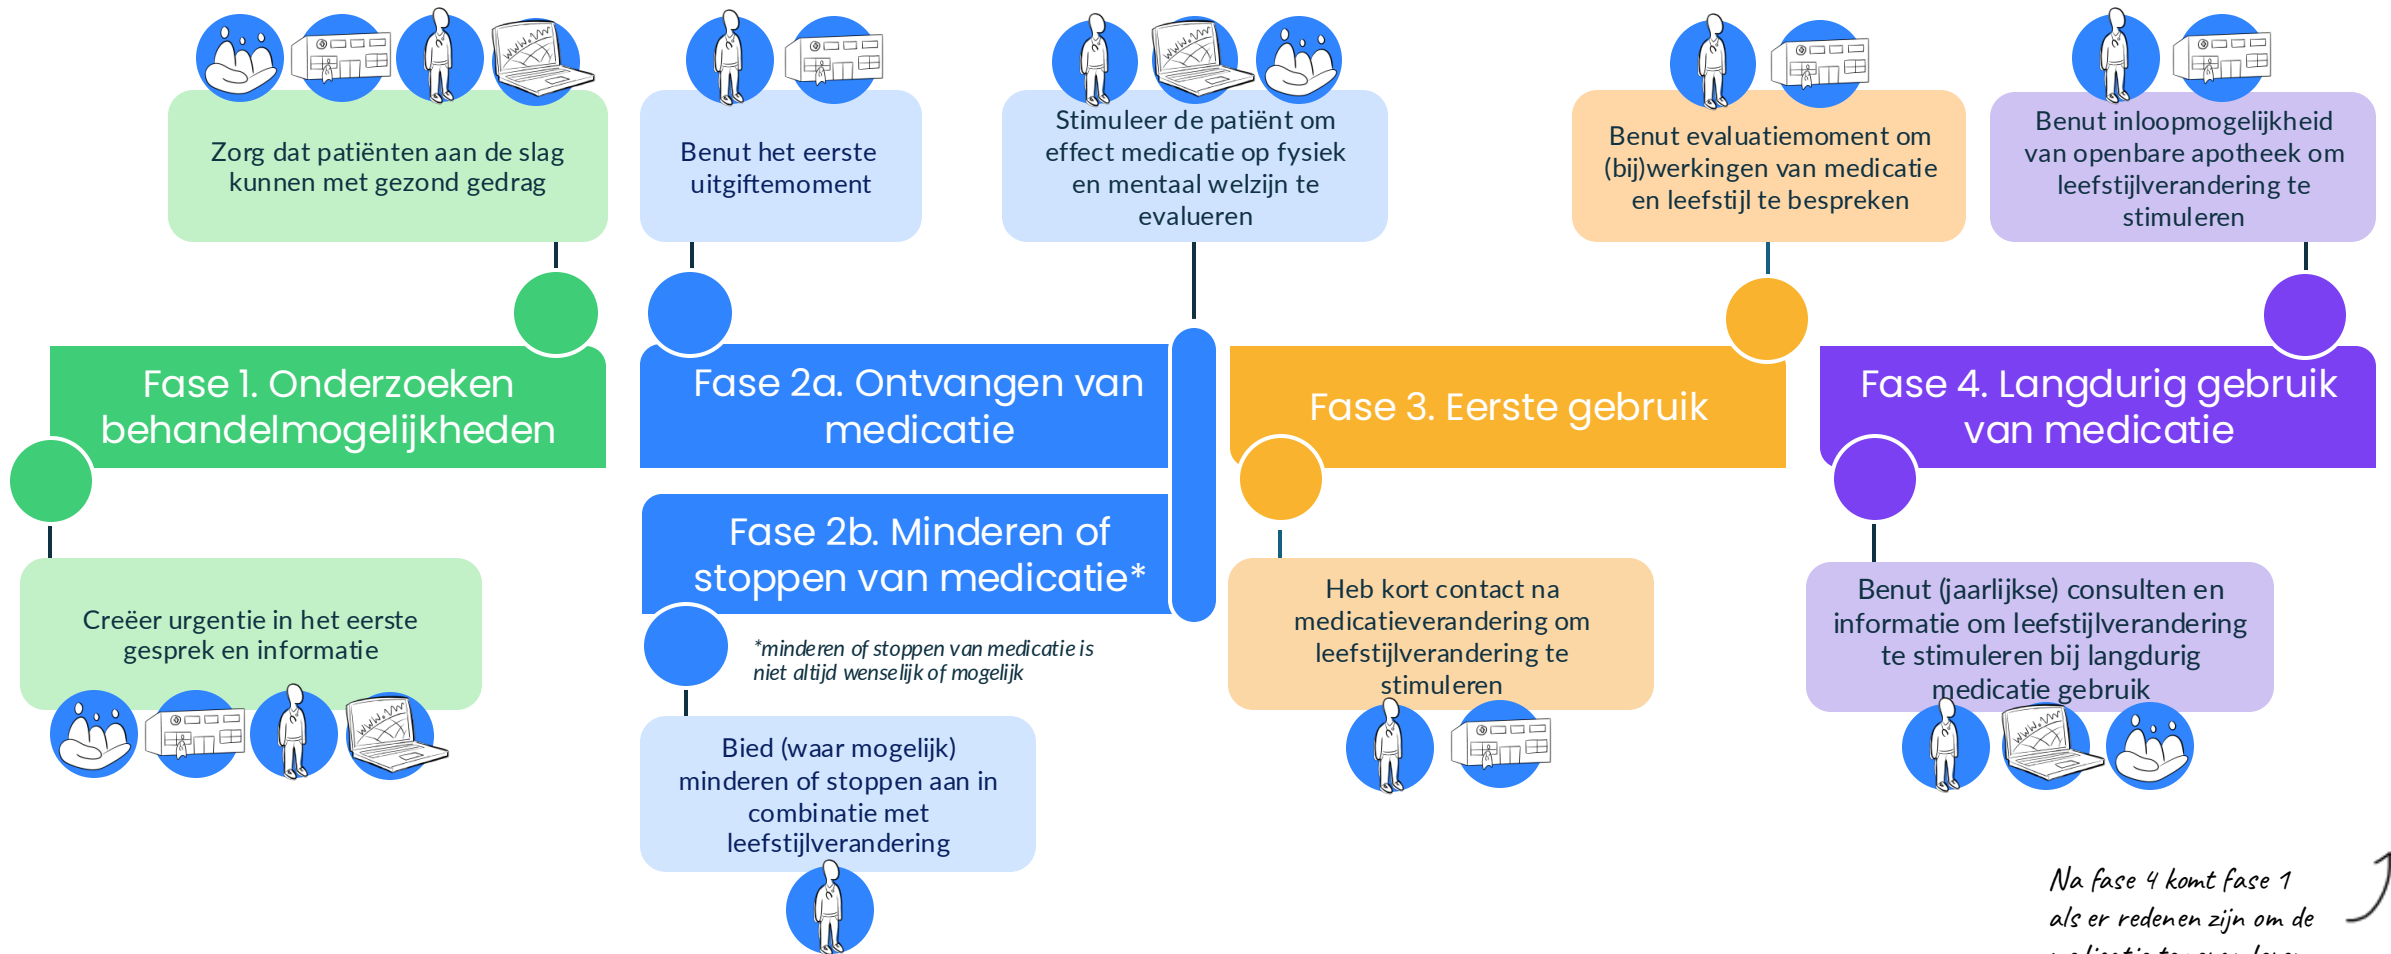 Zorg dat patiënten aan de slag
kunnen met gezond gedrag
Benut het eerste
uitgiftemoment
Stimuleer de patiënt om
effect medicatie op fysiek
en mentaal welzijn te
evalueren
Benut evaluatiemoment om
(bij)werkingen van medicatie
en leefstijl te bespreken
Benut inloopmogelijkheid
van openbare apotheek om
leefstijlverandering te
stimuleren
Fase 1. Onderzoeken
behandelmogelijkheden
Fase 2a. Ontvangen van
medicatie
Fase 3. Eerste gebruik
Fase 4. Langdurig gebruik
van medicatie
Fase 2b. Minderen of
stoppen van medicatie*
*minderen of stoppen van medicatie is
niet altijd wenselijk of mogelijk
Creëer urgentie in het eerste
gesprek en informatie
Bied (waar mogelijk)
minderen of stoppen aan in
combinatie met
leefstijlverandering
Heb kort contact na
medicatieverandering om
leefstijlverandering te
stimuleren
Benut (jaarlijkse) consulten en
informatie om leefstijlverandering
te stimuleren bij langdurig
medicatie gebruik
Na fase 4 komt fase 1
als er redenen zijn om de